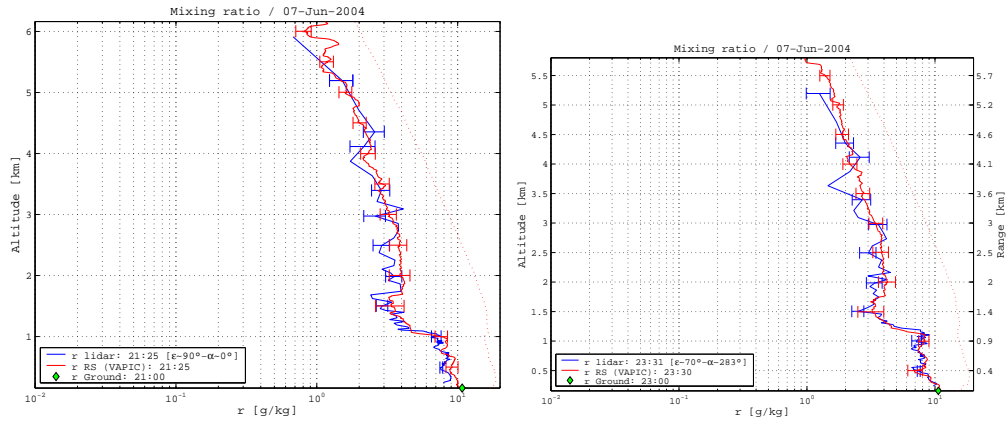 Mixing ratio / 07-Jun-2004
Altitude [km]
6
5
4
3
2
1
r lidar: 21:25 [ε-90º-α-0º]
r RS (VAPIC): 21:25
r Ground: 21:00
10^-2 10^-1 10^0 10^1
r [g/kg]
Mixing ratio / 07-Jun-2004
Altitude [km]
5.5
5
4.5
4
3.5
3
2.5
2
1.5
1
0.5
r lidar: 23:31 [ε-70º-α-283º]
r RS (VAPIC): 23:30
r Ground: 23:00
10^-2 10^-1 10^0 10^1
r [g/kg]
5.7
5.2
4.6
4.1
3.6
3
2.5
2
1.4
0.9
0.4
Range [km]